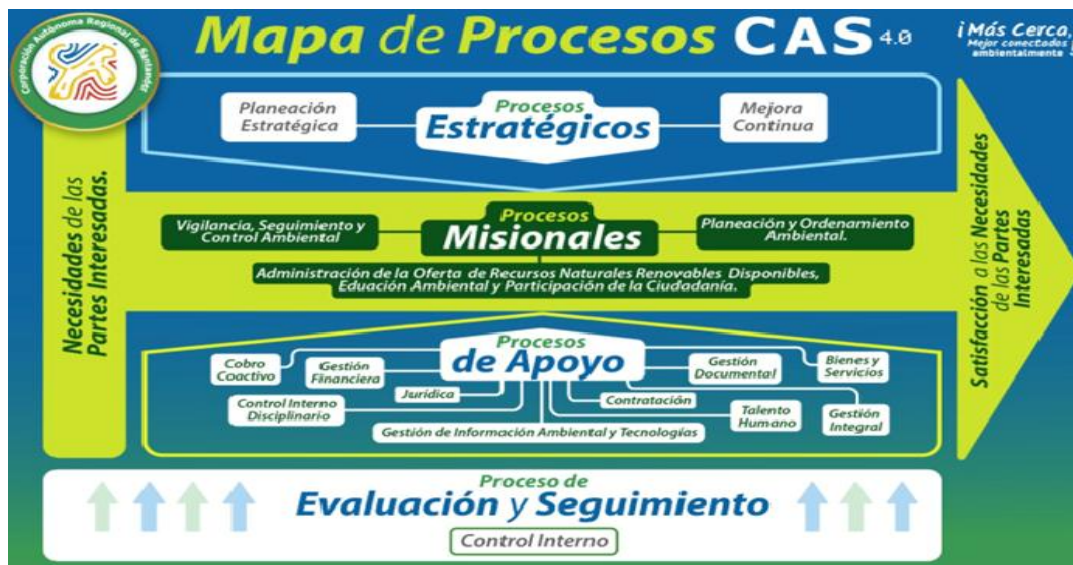 Corporación Autónoma Regional de Santander
Mapa de Procesos CAS 4.0
¡Más Cerca,
Mejor conectados
ambientalmente!
Necesidades de las
Partes Interesadas.
Planeación
Estratégica
Procesos
Estratégicos
Mejora
Continua
Vigilancia, Seguimiento y
Control Ambiental
Procesos
Misionales
Planeación y Ordenamiento
Ambiental.
Administración de la Oferta de Recursos Naturales Renovables Disponibles,
Eduación Ambiental y Participación de la Ciudadanía.
Procesos
de Apoyo
Cobro
Coactivo
Gestión
Financiera
Jurídica
Control Interno
Disciplinario
Gestión de Información Ambiental y Tecnologías
Contratación
Gestión
Documental
Talento
Humano
Bienes y
Servicios
Gestión
Integral
Satisfacción a las Necesidades
de las Partes
Interesadas
Proceso de
Evaluación y Seguimiento
Control Interno